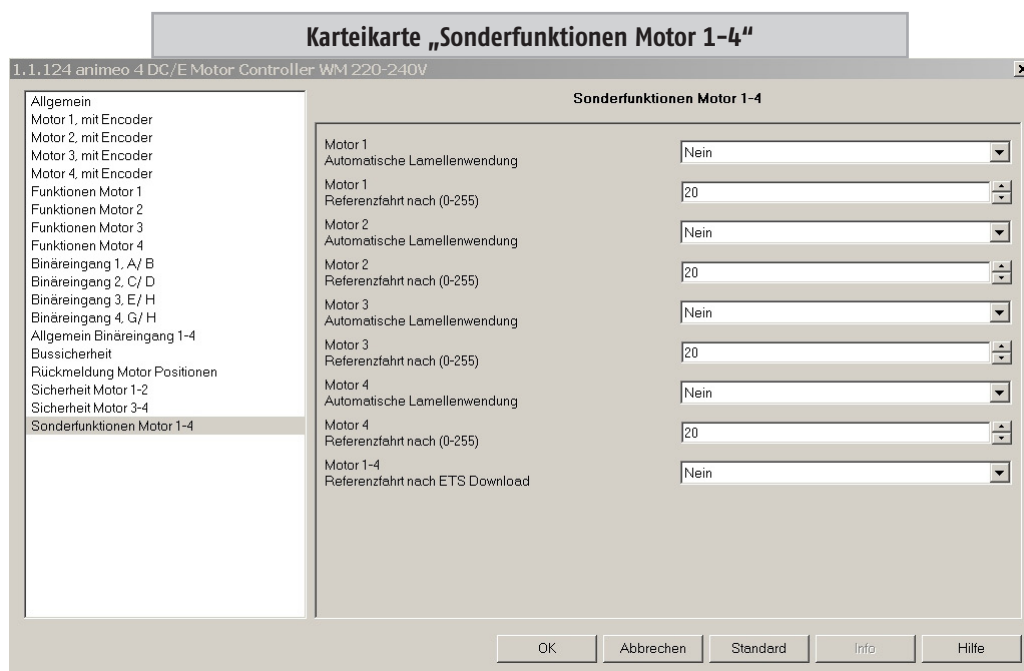 Karteikarte „Sonderfunktionen Motor 1-4“
1.1.124 animeo 4 DC/E Motor Controller WM 220-240V
Allgemein
Motor 1, mit Encoder
Motor 2, mit Encoder
Motor 3, mit Encoder
Motor 4, mit Encoder
Funktionen Motor 1
Funktionen Motor 2
Funktionen Motor 3
Funktionen Motor 4
Binäreingang 1, A/ B
Binäreingang 2, C/ D
Binäreingang 3, E/ H
Binäreingang 4, G/ H
Allgemein Binäreingang 1-4
Bussicherheit
Rückmeldung Motor Positionen
Sicherheit Motor 1-2
Sicherheit Motor 3-4
Sonderfunktionen Motor 1-4
Sonderfunktionen Motor 1-4
Motor 1
Automatische Lamellenwendung
Nein
Motor 1
Referenzfahrt nach (0-255)
20
Motor 2
Automatische Lamellenwendung
Nein
Motor 2
Referenzfahrt nach (0-255)
20
Motor 3
Automatische Lamellenwendung
Nein
Motor 3
Referenzfahrt nach (0-255)
20
Motor 4
Automatische Lamellenwendung
Nein
Motor 4
Referenzfahrt nach (0-255)
20
Motor 1-4
Referenzfahrt nach ETS Download
Nein
OK
Abbrechen
Standard
Info
Hilfe